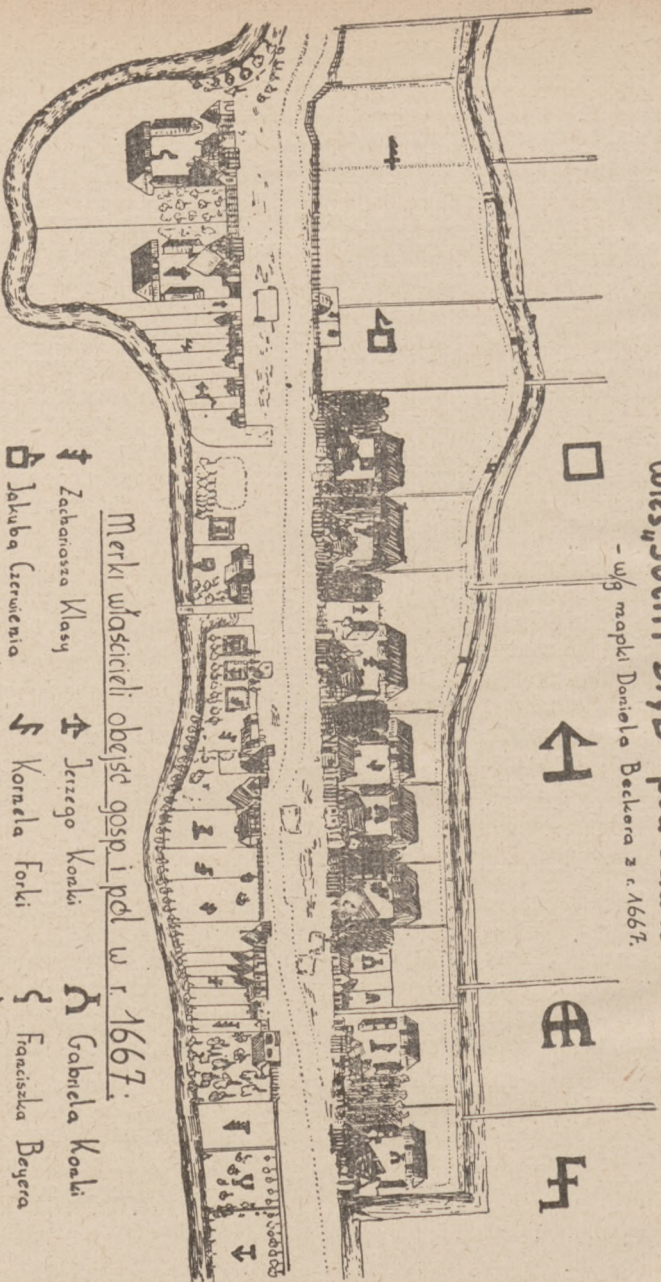 - w/g mapki Daniela Beckera z r. 1667.
Merki właścicieli obejść gosp. i pól w r. 1667:
Zachariasza Klasy
Jerzego Konki
Gabriela Konki
Jakuba Czerwienia
Kornela Forki
Franciszka Beyera